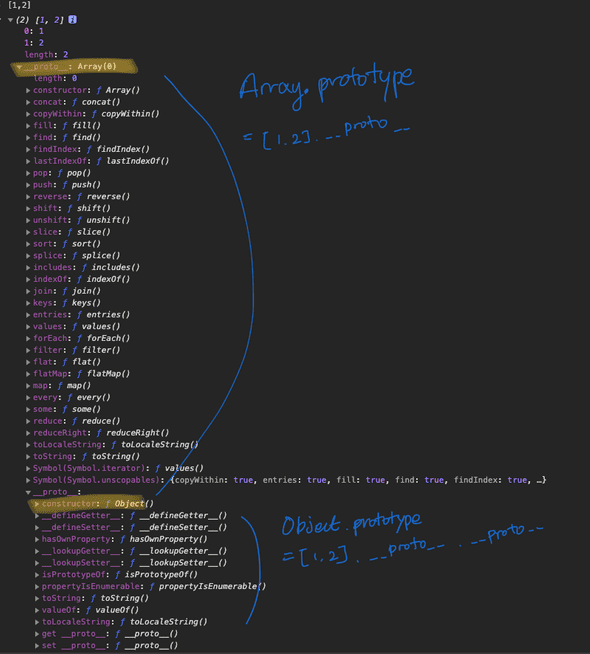 [1,2]
(2) [1, 2] i
0: 1
1: 2
length: 2
__proto__: Array(0)
length: 0
constructor: ƒ Array()
concat: ƒ concat()
copyWithin: ƒ copyWithin()
fill: ƒ fill()
find: ƒ find()
findIndex: ƒ findIndex()
lastIndexOf: ƒ lastIndexOf()
pop: ƒ pop()
push: ƒ push()
reverse: ƒ reverse()
shift: ƒ shift()
unshift: ƒ unshift()
slice: ƒ slice()
sort: ƒ sort()
splice: ƒ splice()
includes: ƒ includes()
indexOf: ƒ indexOf()
join: ƒ join()
keys: ƒ keys()
entries: ƒ entries()
values: ƒ values()
forEach: ƒ forEach()
filter: ƒ filter()
flat: ƒ flat()
flatMap: ƒ flatMap()
map: ƒ map()
every: ƒ every()
some: ƒ some()
reduce: ƒ reduce()
reduceRight: ƒ reduceRight()
toLocaleString: ƒ toLocaleString()
toString: ƒ toString()
Symbol(Symbol.iterator): ƒ values()
Symbol(Symbol.unscopables): {copyWithin: true, entries: true, fill: true, find: true, findIndex: true, …}
__proto__:
constructor: ƒ Object()
__defineGetter__: ƒ __defineGetter__()
__defineSetter__: ƒ __defineSetter__()
hasOwnProperty: ƒ hasOwnProperty()
__lookupGetter__: ƒ __lookupGetter__()
__lookupSetter__: ƒ __lookupSetter__()
isPrototypeOf: ƒ isPrototypeOf()
propertyIsEnumerable: ƒ propertyIsEnumerable()
toString: ƒ toString()
valueOf: ƒ valueOf()
toLocaleString: ƒ toLocaleString()
get __proto__: ƒ __proto__()
set __proto__: ƒ __proto__()
Array.prototype
= [1.2].__proto__
Object.prototype
= [1.2].__proto__.__proto__